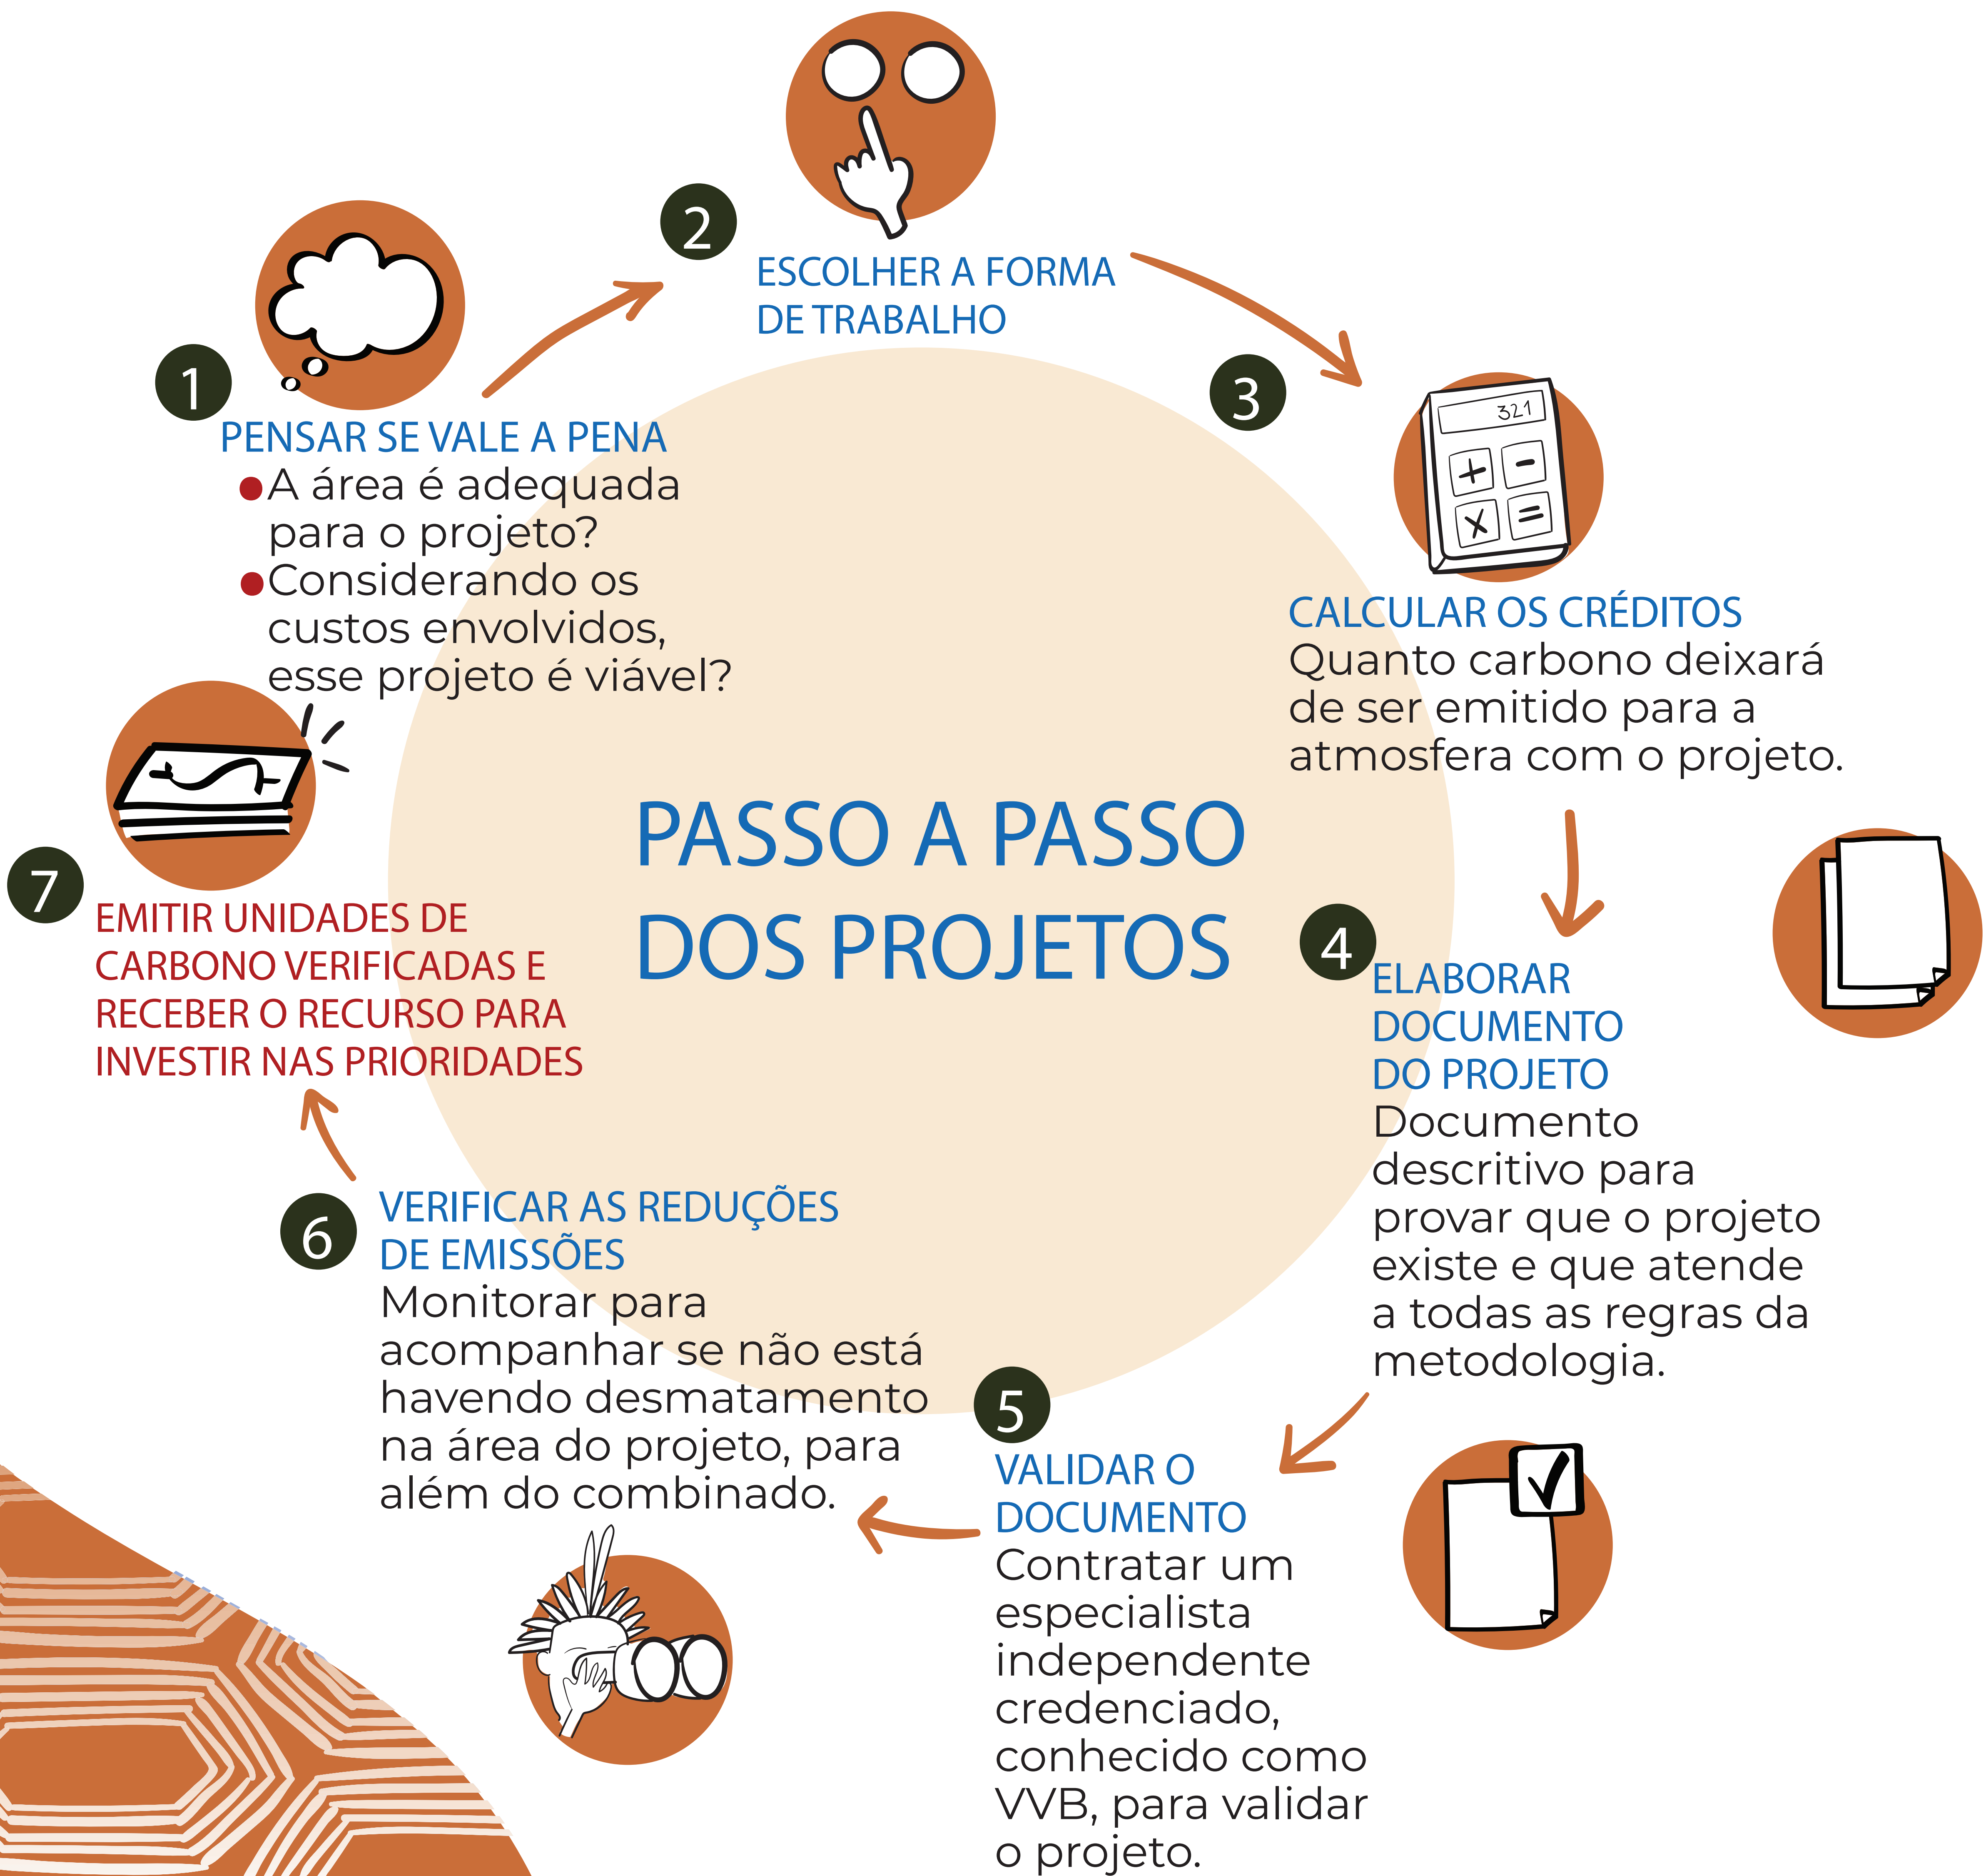 PASSO A PASSO
DOS PROJETOS
1
PENSAR SE VALE A PENA
●A área é adequada
para o projeto?
●Considerando os
custos envolvidos,
esse projeto é viável?
2
ESCOLHER A FORMA
DE TRABALHO
3
321
+ -
x =
CALCULAR OS CRÉDITOS
Quanto carbono deixará
de ser emitido para a
atmosfera com o projeto.
4
ELABORAR
DOCUMENTO
DO PROJETO
Documento
descritivo para
provar que o projeto
existe e que atende
a todas as regras da
metodologia.
5
VALIDAR O
DOCUMENTO
Contratar um
especialista
independente
credenciado,
conhecido como
VVB, para validar
o projeto.
6
VERIFICAR AS REDUÇÕES
DE EMISSÕES
Monitorar para
acompanhar se não está
havendo desmatamento
na área do projeto, para
além do combinado.
7
EMITIR UNIDADES DE
CARBONO VERIFICADAS E
RECEBER O RECURSO PARA
INVESTIR NAS PRIORIDADES